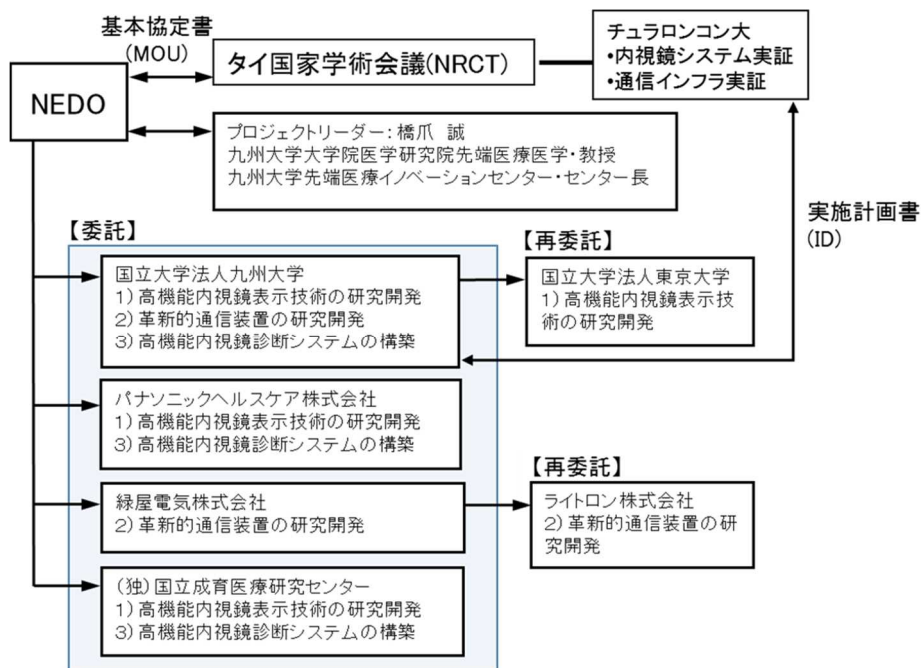 基本協定書
(MOU)
タイ国家学術会議(NRCT)
チュラロンコン大
・内視鏡システム実証
・通信インフラ実証
NEDO
プロジェクトリーダー：橋爪 誠
九州大学大学院医学研究院先端医療医学・教授
九州大学先端医療イノベーションセンター・センター長
実施計画書
(ID)
【委託】
国立大学法人九州大学
1) 高機能内視鏡表示技術の研究開発
2) 革新的通信装置の研究開発
3) 高機能内視鏡診断システムの構築
【再委託】
国立大学法人東京大学
1) 高機能内視鏡表示技
術の研究開発
パナソニックヘルスケア株式会社
1) 高機能内視鏡表示技術の研究開発
3) 高機能内視鏡診断システムの構築
緑屋電気株式会社
2) 革新的通信装置の研究開発
【再委託】
ライトロン株式会社
2) 革新的通信装置の研
究開発
(独) 国立成育医療研究センター
1) 高機能内視鏡表示技術の研究開発
3) 高機能内視鏡診断システムの構築